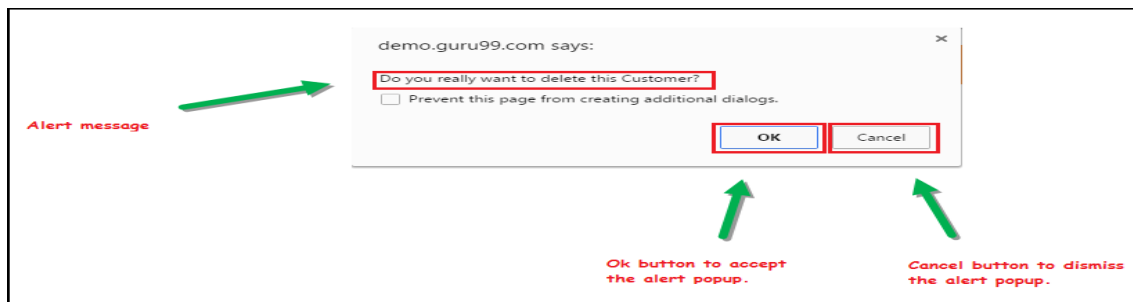 demo.guru99.com says:
×
Do you really want to delete this Customer?
Prevent this page from creating additional dialogs.
Alert message
OK
Cancel
Ok button to accept
the alert popup.
Cancel button to dismiss
the alert popup.